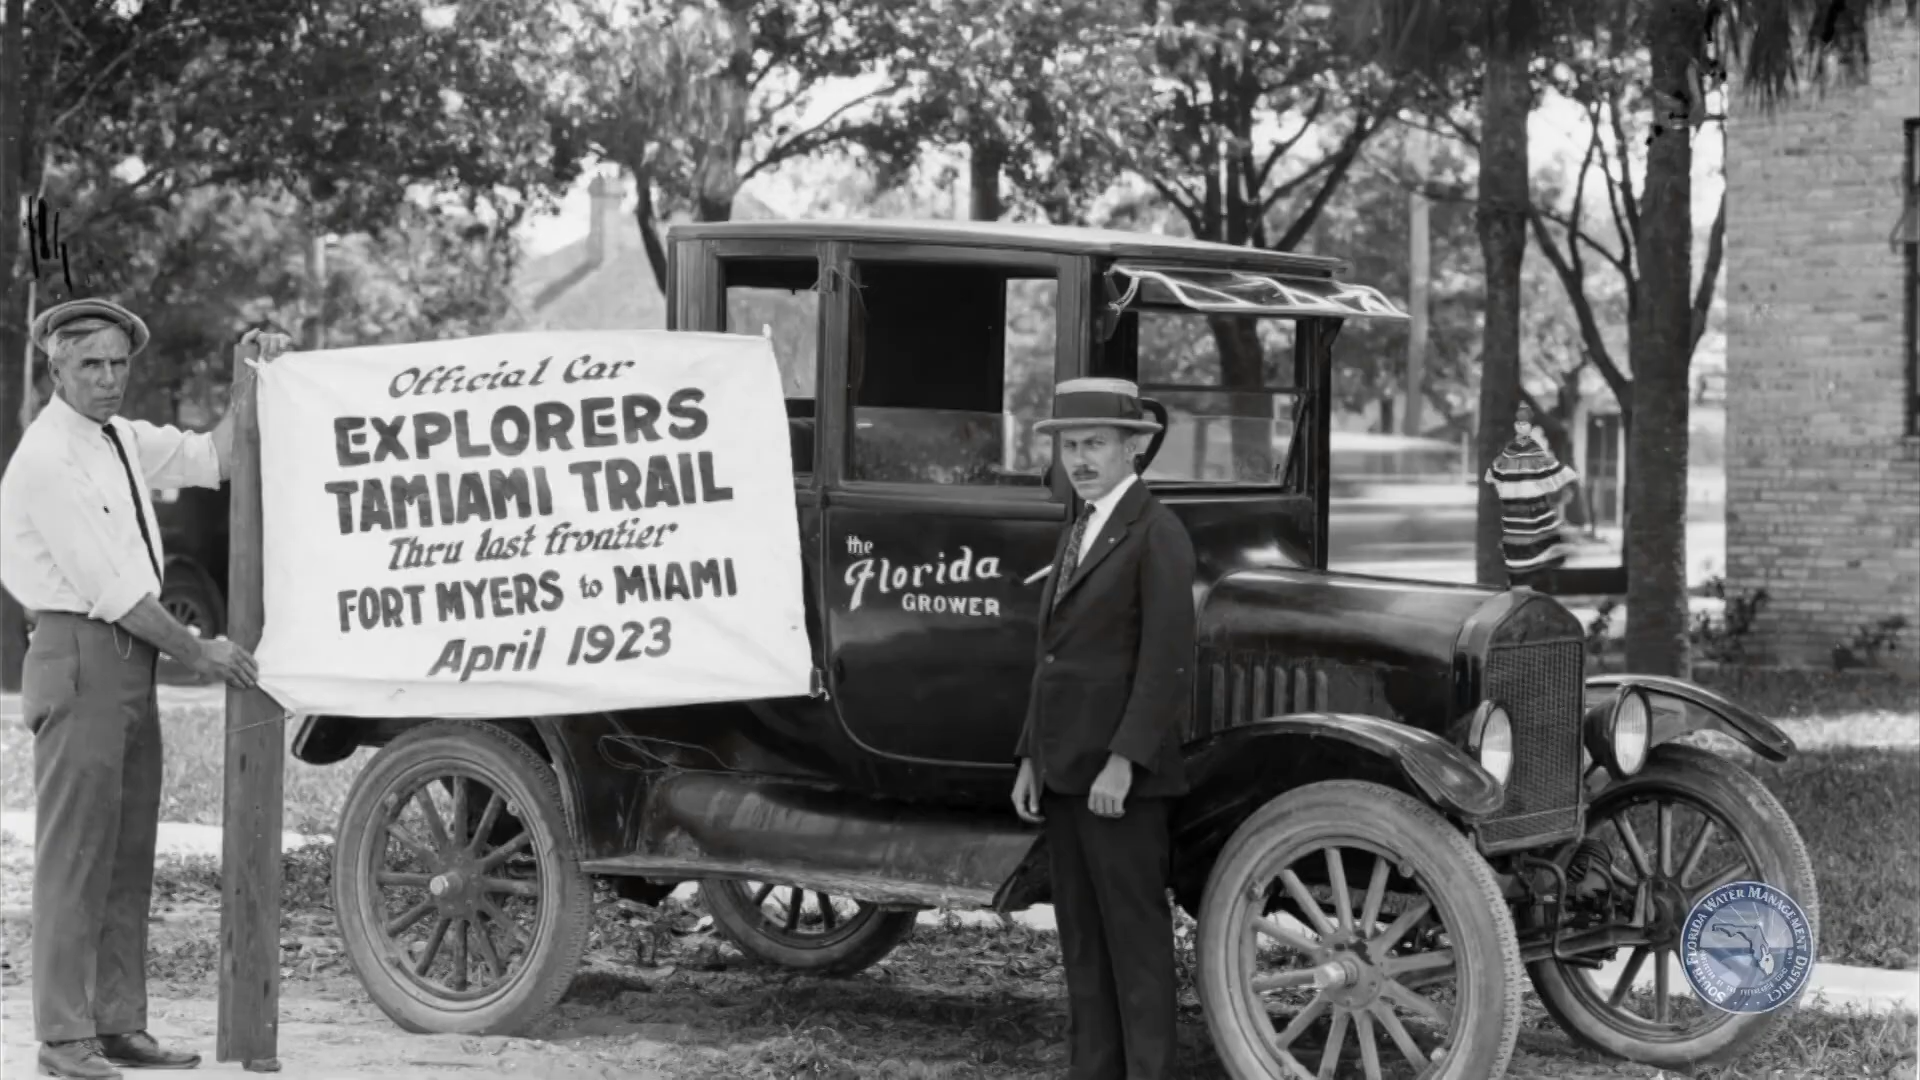 Official Car
EXPLORERS
TAMIAMI TRAIL
Thru last frontier
FORT MYERS to MIAMI
April 1923
the
Florida
GROWER
SOUTH FLORIDA WATER MANAGEMENT DISTRICT